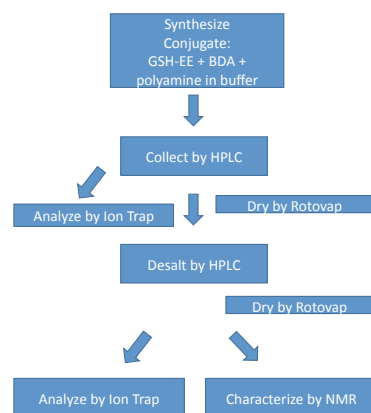 Synthesize
Conjugate:
GSH-EE + BDA +
polyamine in buffer
Collect by HPLC
Analyze by Ion Trap
Dry by Rotovap
Desalt by HPLC
Dry by Rotovap
Analyze by Ion Trap
Characterize by NMR